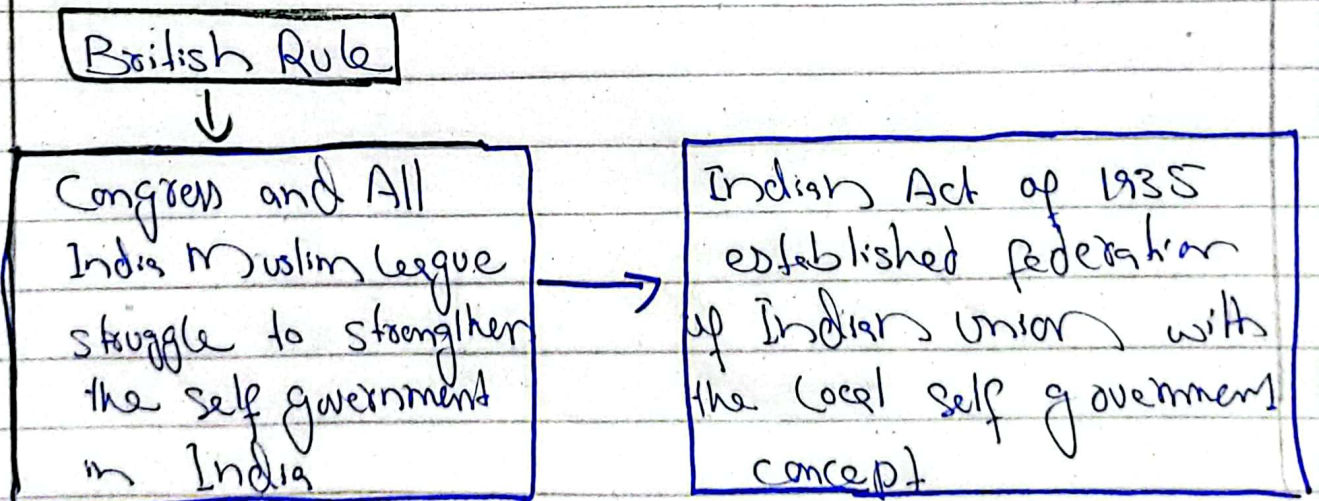 British Rule
Congress and All
India Muslim league
struggle to strengthen
the self government
in India
Indian Act of 1935
established federation
of Indian union with
the local self government
concept